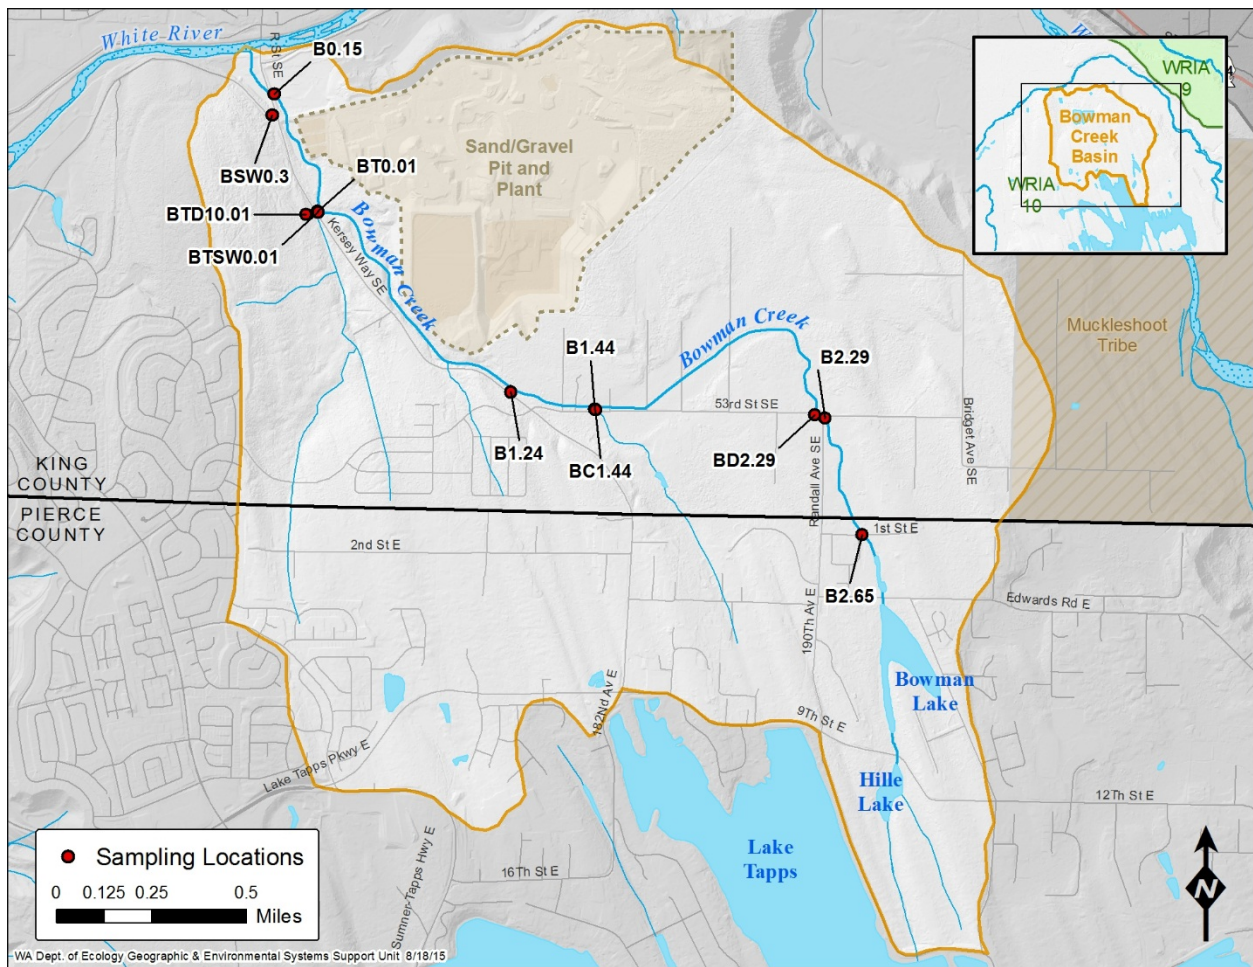 White River
R St SE
B0.15
BSW0.3
BT0.01
BTD10.01
BTSW0.01
Sand/Gravel
Pit and
Plant
Bowman Creek
Kersey Way SE
WRIA
9
Bowman
Creek
Basin
WRIA
10
Muckleshoot
Tribe
Bowman Creek
B1.44
B2.29
53rd St SE
B1.24
BC1.44
BD2.29
Randall Ave SE
Bridget Ave SE
KING
COUNTY
PIERCE
COUNTY
1st St E
2nd St E
B2.65
Edwards Rd E
190Th Av E
Bowman
Lake
182Nd Av E
9Th St E
Lake Tapps Pkwy E
Hille
Lake
12Th St E
Lake
Tapps
16Th St E
Sumner-Tapps Hwy E
Sampling Locations
0 0.125 0.25 0.5
Miles
N
WA Dept. of Ecology Geographic & Environmental Systems Support Unit 8/18/15